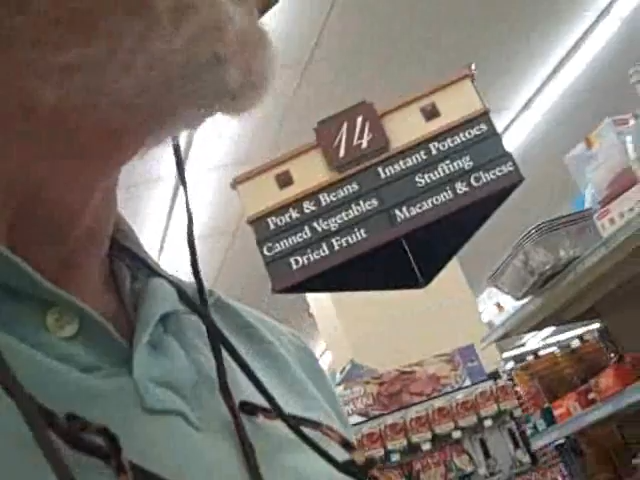 14
Pork & Beans Instant Potatoes
Canned Vegetables Stuffing
Dried Fruit Macaroni & Cheese